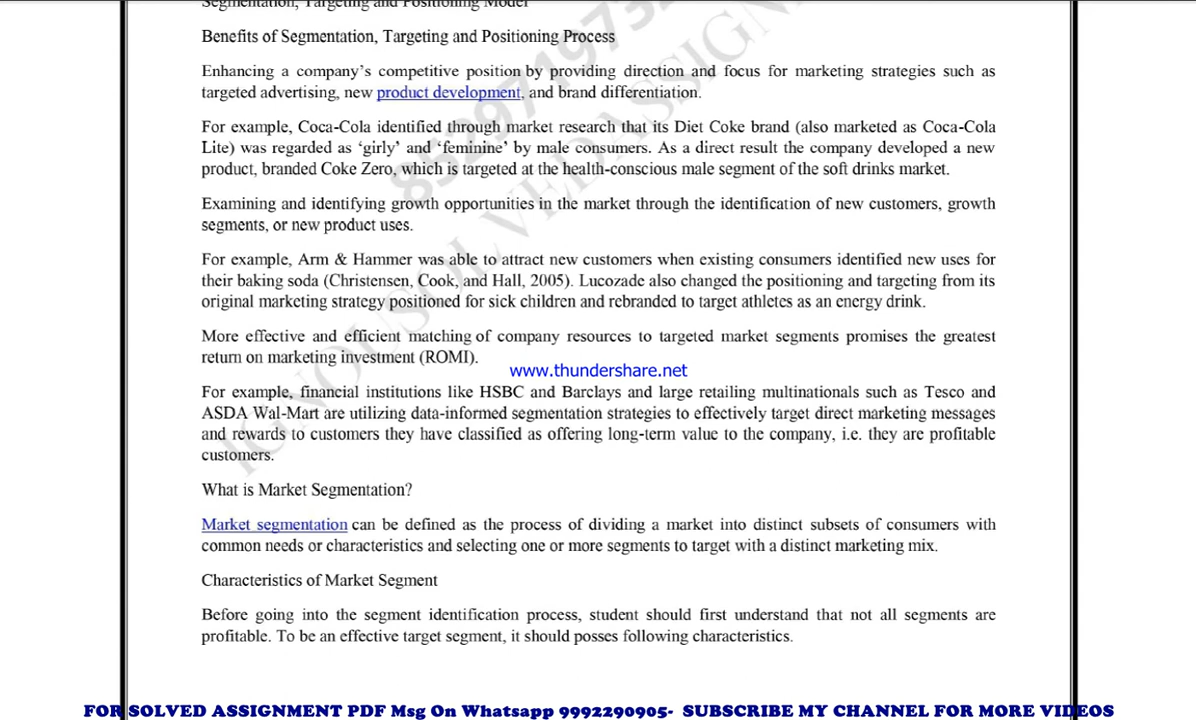 Segmentation, Targeting and Positioning Model
Benefits of Segmentation, Targeting and Positioning Process
Enhancing a company's competitive position by providing direction and focus for marketing strategies such as
targeted advertising, new product development, and brand differentiation.
For example, Coca-Cola identified through market research that its Diet Coke brand (also marketed as Coca-Cola
Lite) was regarded as 'girly' and 'feminine' by male consumers. As a direct result the company developed a new
product, branded Coke Zero, which is targeted at the health-conscious male segment of the soft drinks market.
Examining and identifying growth opportunities in the market through the identification of new customers, growth
segments, or new product uses.
For example, Arm & Hammer was able to attract new customers when existing consumers identified new uses for
their baking soda (Christensen, Cook, and Hall, 2005). Lucozade also changed the positioning and targeting from its
original marketing strategy positioned for sick children and rebranded to target athletes as an energy drink.
More effective and efficient matching of company resources to targeted market segments promises the greatest
return on marketing investment (ROMI).
www.thundershare.net
For example, financial institutions like HSBC and Barclays and large retailing multinationals such as Tesco and
ASDA Wal-Mart are utilizing data-informed segmentation strategies to effectively target direct marketing messages
and rewards to customers they have classified as offering long-term value to the company, i.e. they are profitable
customers.
What is Market Segmentation?
Market segmentation can be defined as the process of dividing a market into distinct subsets of consumers with
common needs or characteristics and selecting one or more segments to target with a distinct marketing mix.
Characteristics of Market Segment
Before going into the segment identification process, student should first understand that not all segments are
profitable. To be an effective target segment, it should posses following characteristics.
FOR SOLVED ASSIGNMENT PDF Msg On Whatsapp 9992290905- SUBSCRIBE MY CHANNEL FOR MORE VIDEOS